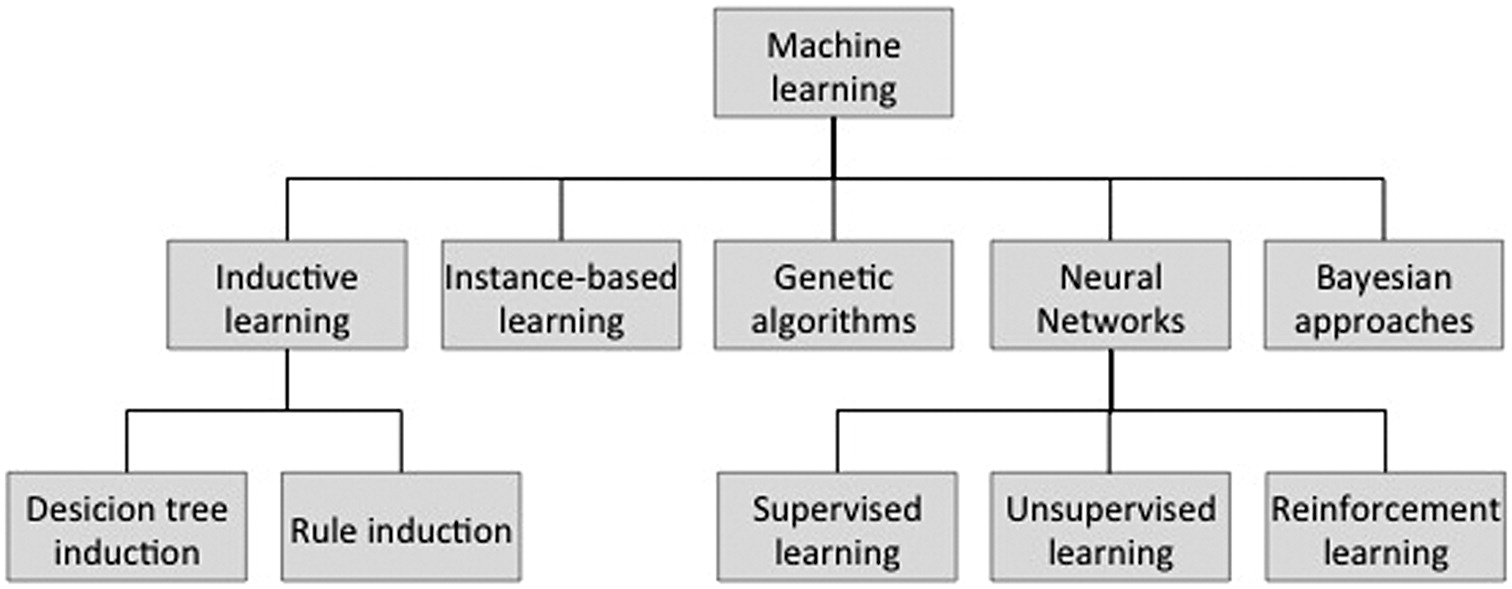 Machine
learning
Inductive
learning
Instance-based
learning
Genetic
algorithms
Neural
Networks
Bayesian
approaches
Desicion tree
induction
Rule induction
Supervised
learning
Unsupervised
learning
Reinforcement
learning